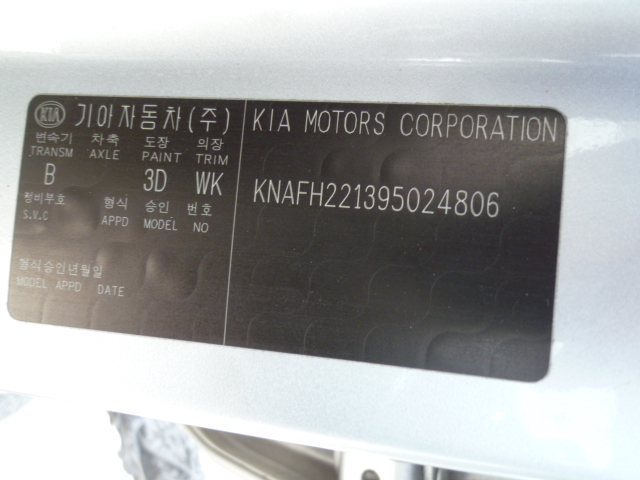 KIA 기아자동차(주)
변속기 차축 도장 의장
TRANSM AXLE PAINT TRIM
B 3D WK
정비부호 형식 승인 번호
S.V.C APPD MODEL NO
형식승인년월일
MODEL APPD DATE
KIA MOTORS CORPORATION
KNAFH221395024806